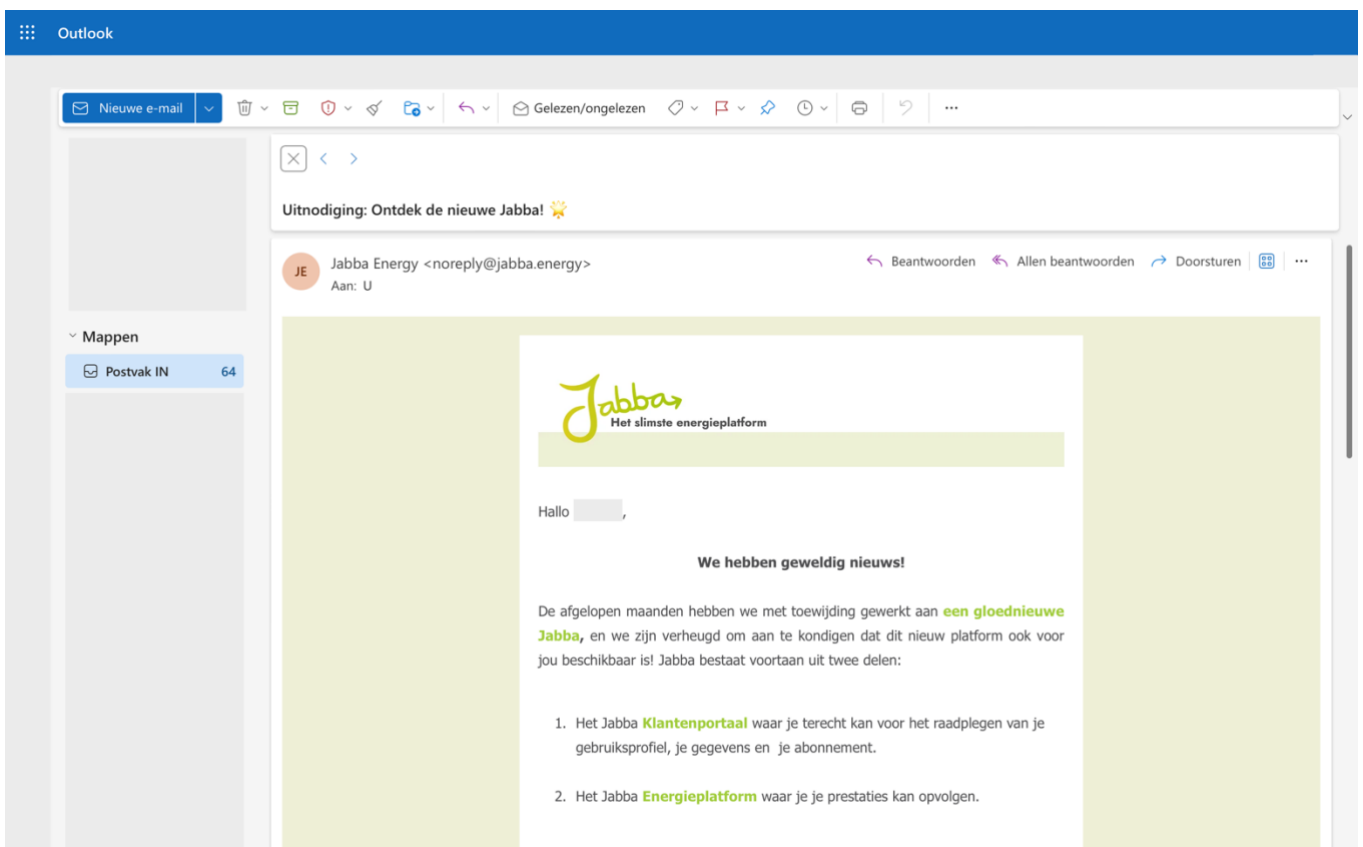 Outlook
Nieuwe e-mail
Gelezen/ongelezen
Uitnodiging: Ontdek de nieuwe Jabba! 🌟
JE
Jabba Energy <noreply@jabba.energy>
Beantwoorden
Allen beantwoorden
Doorsturen
Aan: U
Mappen
Postvak IN 64
Jabba
Het slimste energieplatform
Hallo ,
We hebben geweldig nieuws!
De afgelopen maanden hebben we met toewijding gewerkt aan een gloednieuwe
Jabba, en we zijn verheugd om aan te kondigen dat dit nieuw platform ook voor
jou beschikbaar is! Jabba bestaat voortaan uit twee delen:
1. Het Jabba Klantenportaal waar je terecht kan voor het raadplegen van je
gebruiksprofiel, je gegevens en je abonnement.
2. Het Jabba Energieplatform waar je je prestaties kan opvolgen.